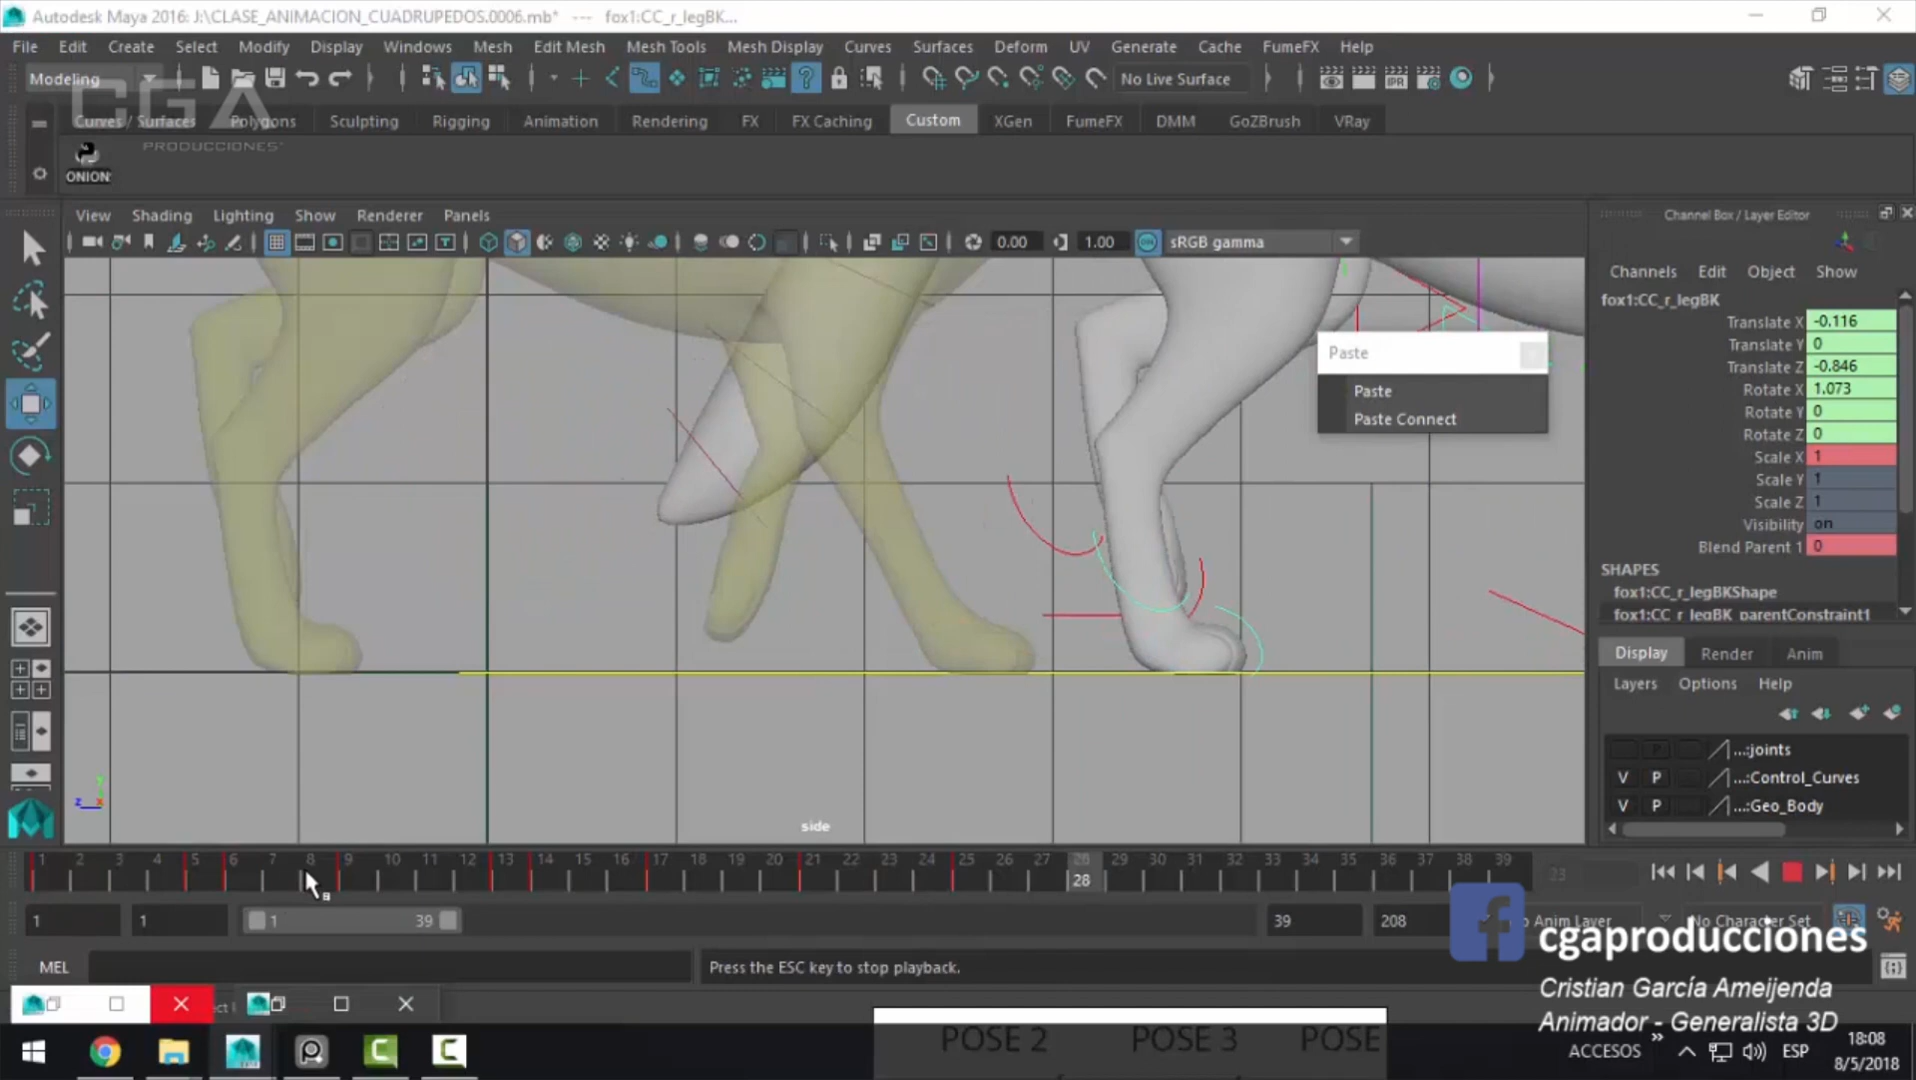 Autodesk Maya 2016: J:\CLASE_ANIMACION_CUADRUPEDOS.0006.mb* --- fox1:CC_r_legBK...
File Edit Create Select Modify Display Windows Mesh Edit Mesh Mesh Tools Mesh Display Curves Surfaces Deform UV Generate Cache FumeFX Help
Modeling No Live Surface IPR
CGA
PRODUCCIONES
Curves / Surfaces Polygons Sculpting Rigging Animation Rendering FX FX Caching Custom XGen FumeFX DMM GoZBrush VRay
ONION
View Shading Lighting Show Renderer Panels
0.00 1.00 sRGB gamma
Channel Box / Layer Editor
Channels Edit Object Show
fox1:CC_r_legBK
Translate X -0.116
Translate Y 0
Translate Z -0.846
Rotate X 1.073
Rotate Y 0
Rotate Z 0
Scale X 1
Scale Y 1
Scale Z 1
Visibility on
Blend Parent 1 0
SHAPES
fox1:CC_r_legBKShape
fox1:CC_r_legBK_parentConstraint1
Paste
Paste
Paste Connect
Display Render Anim
Layers Options Help
P ...:joints
V P ...:Control_Curves
V P ...:Geo_Body
y
z x
side
1 2 3 4 5 6 7 8 9 10 11 12 13 14 15 16 17 18 19 20 21 22 23 24 25 26 27 28 29 30 31 32 33 34 35 36 37 38 39
28
23
1 1 1 39 39 208 Anim Layer No Character Set
MEL Press the ESC key to stop playback.
f cgaproducciones
Cristian García Ameijenda
Animador - Generalista 3D
POSE 2 POSE 3 POSE
ACCESOS » ESP 18:08
8/5/2018